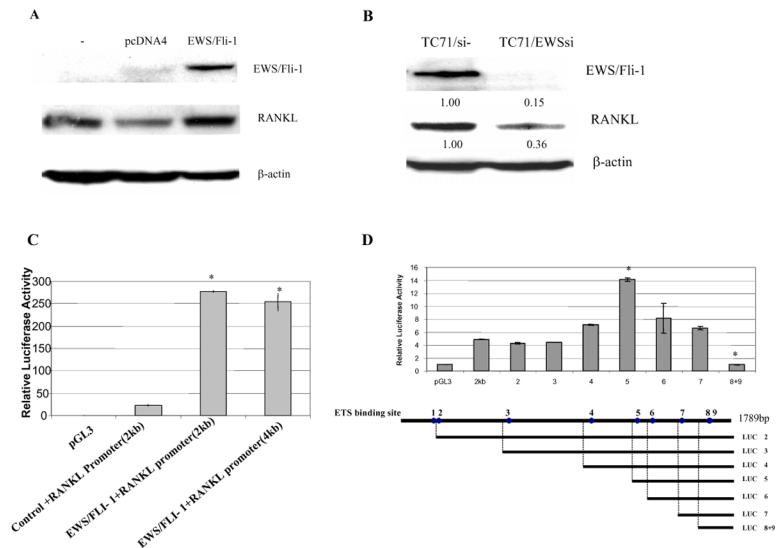 A
- pcDNA4 EWS/Fli-1
EWS/Fli-1
RANKL
β-actin
B
TC71/si- TC71/EWSsi
EWS/Fli-1
1.00 0.15
RANKL
1.00 0.36
β-actin
C
Relative Luciferase Activity
300
250
200
150
100
50
0
* *
pGL3
Control +RANKL Promoter(2kb)
EWS/FLI- 1+RANKL promoter(2kb)
EWS/FLI- 1+RANKL promoter(4kb)
D
Relative Luciferase Activity
16
14
12
10
8
6
4
2
0
* *
pGL3 2kb 2 3 4 5 6 7 8+9
ETS binding site
1 2 3 4 5 6 7 8 9
1789bp
LUC 2
LUC 3
LUC 4
LUC 5
LUC 6
LUC 7
LUC 8+9